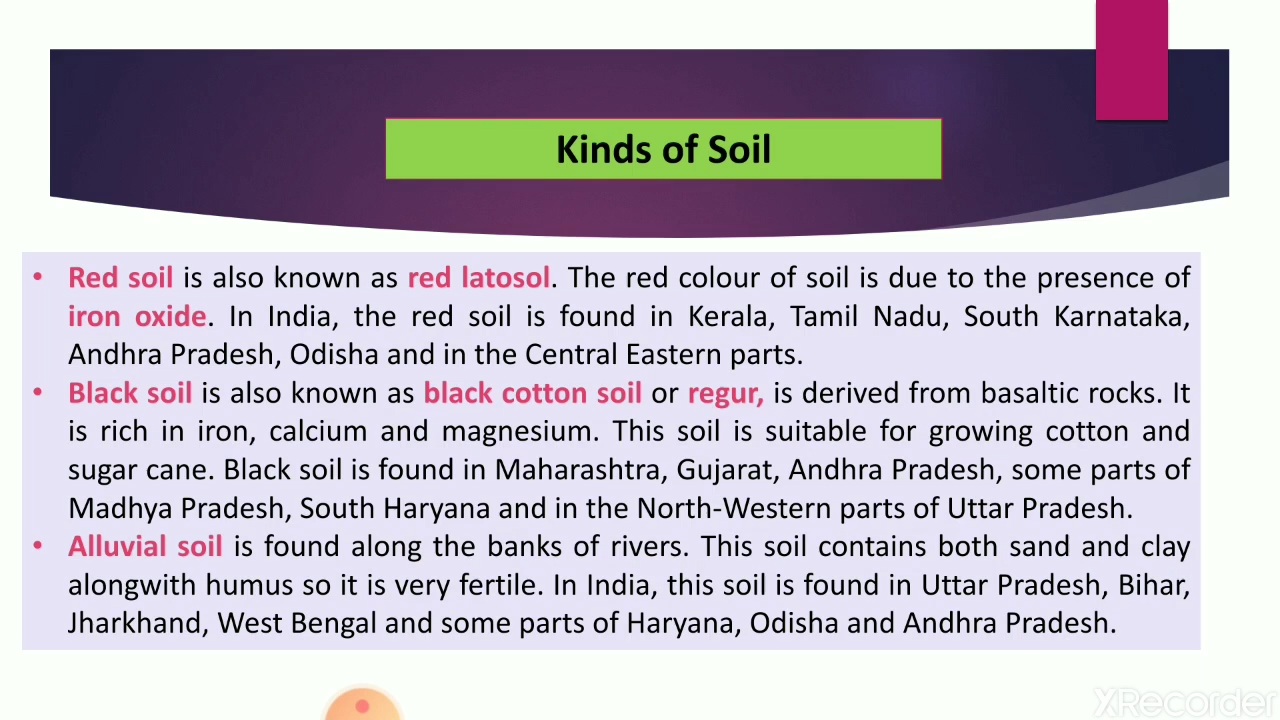 Kinds of Soil
• Red soil is also known as red latosol. The red colour of soil is due to the presence of
iron oxide. In India, the red soil is found in Kerala, Tamil Nadu, South Karnataka,
Andhra Pradesh, Odisha and in the Central Eastern parts.
• Black soil is also known as black cotton soil or regur, is derived from basaltic rocks. It
is rich in iron, calcium and magnesium. This soil is suitable for growing cotton and
sugar cane. Black soil is found in Maharashtra, Gujarat, Andhra Pradesh, some parts of
Madhya Pradesh, South Haryana and in the North-Western parts of Uttar Pradesh.
• Alluvial soil is found along the banks of rivers. This soil contains both sand and clay
alongwith humus so it is very fertile. In India, this soil is found in Uttar Pradesh, Bihar,
Jharkhand, West Bengal and some parts of Haryana, Odisha and Andhra Pradesh.
XRecorder